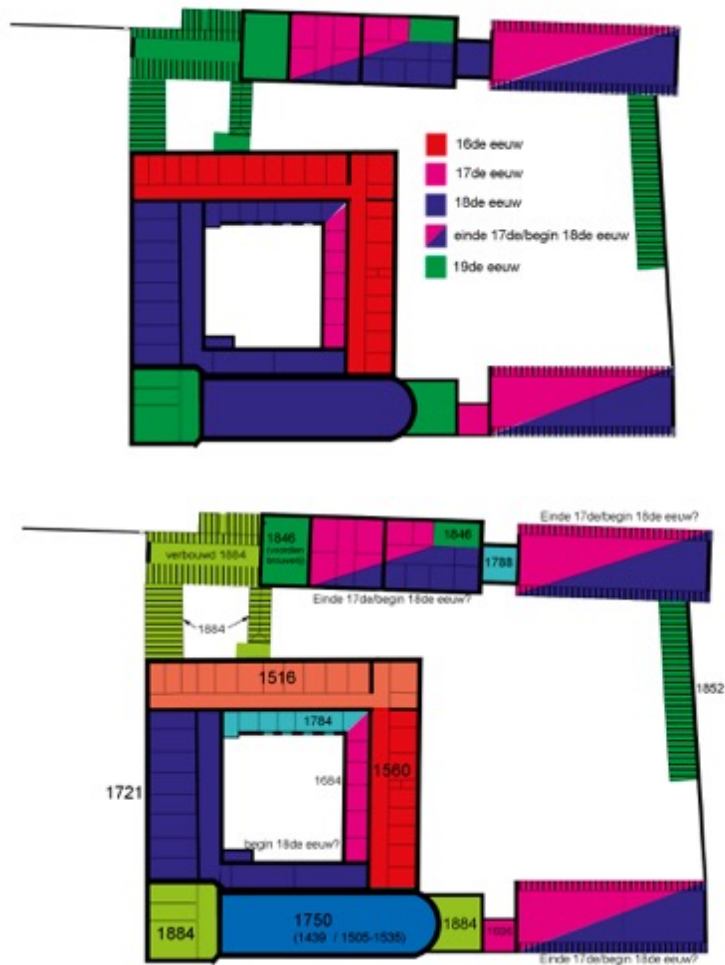 16de eeuw
17de eeuw
18de eeuw
einde 17de/begin 18de eeuw
19de eeuw
Einde 17de/begin 18de eeuw?
1846
(voordien
brouwerij)
1846
verbouwd 1884
1788
Einde 17de/begin 18de eeuw?
1884
1516
1852
1784
1721
1684
1560
begin 18de eeuw?
1884
1750
(1439 / 1505-1535)
1884
Einde 17de/begin 18de eeuw?